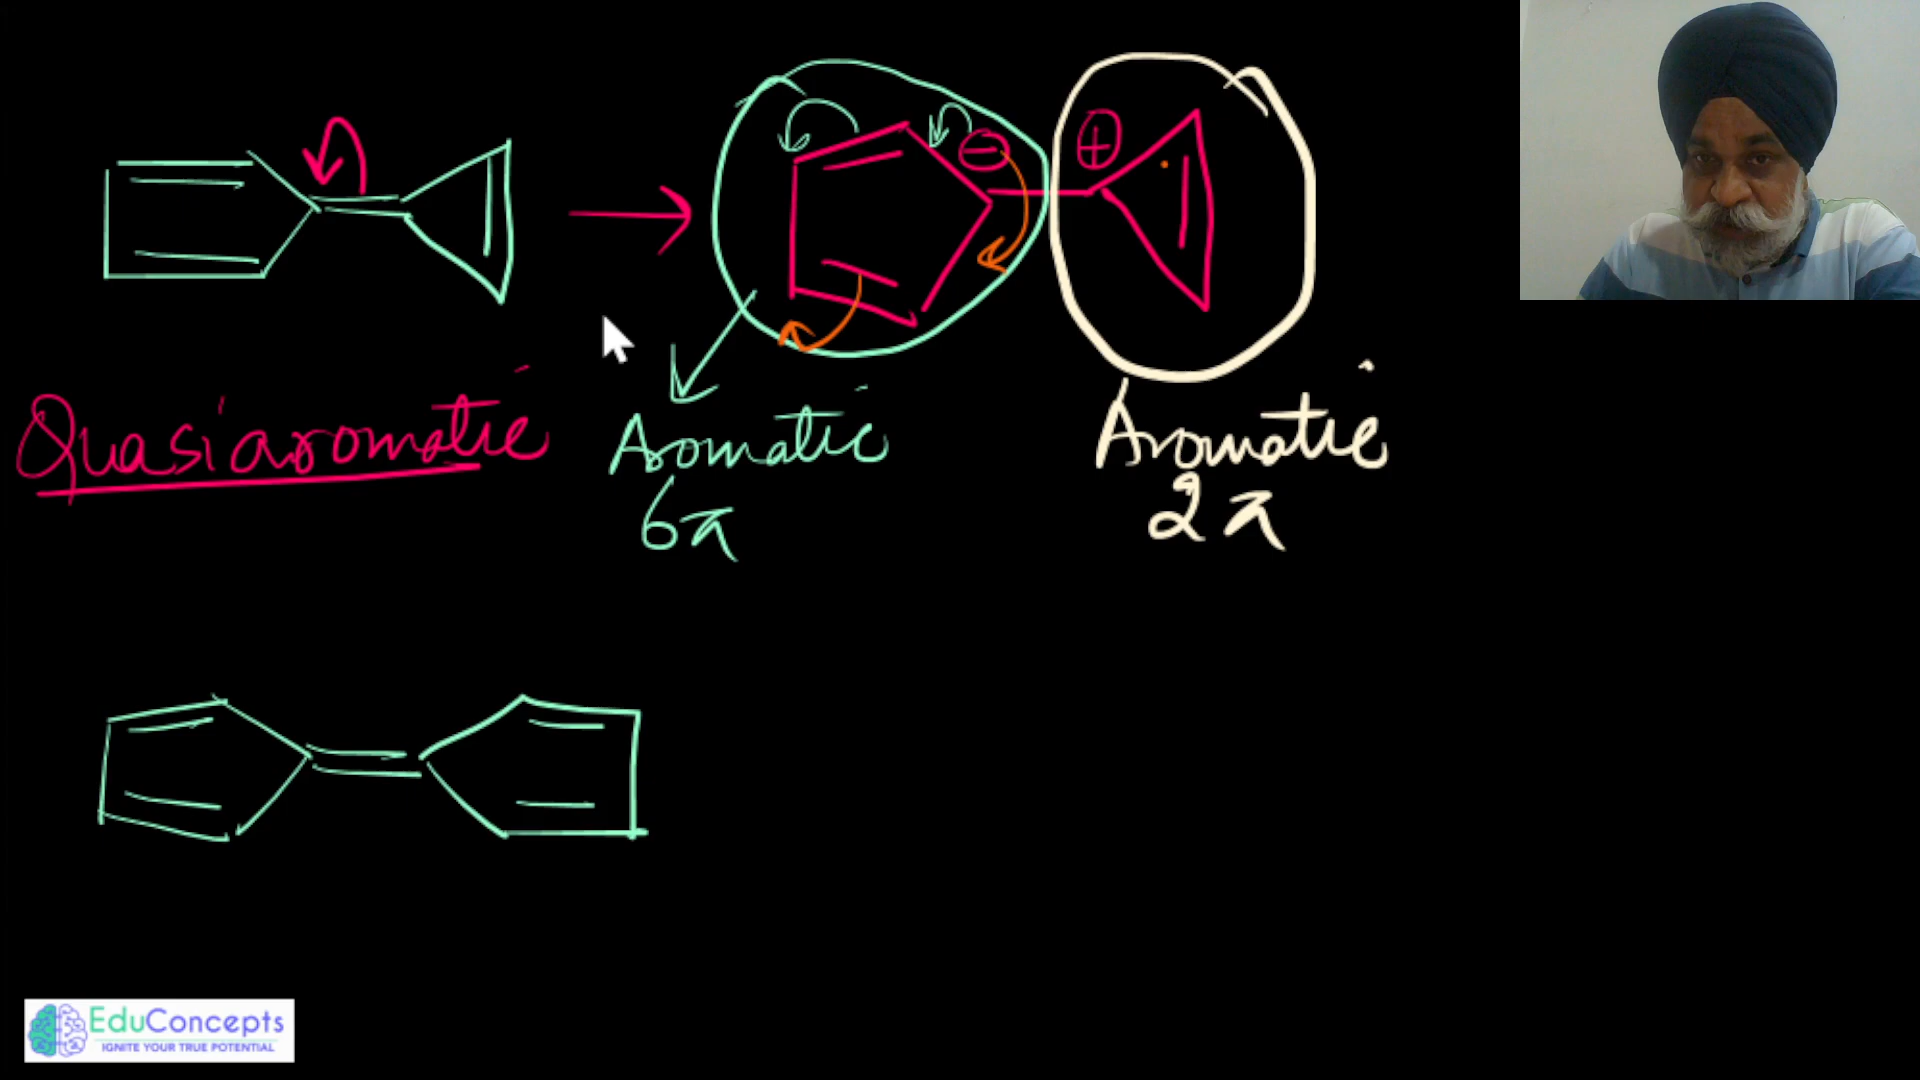 ⊖ ⊕
Quasiaromatic
Aromatic
6π
Aromatic
2π
EduConcepts
IGNITE YOUR TRUE POTENTIAL